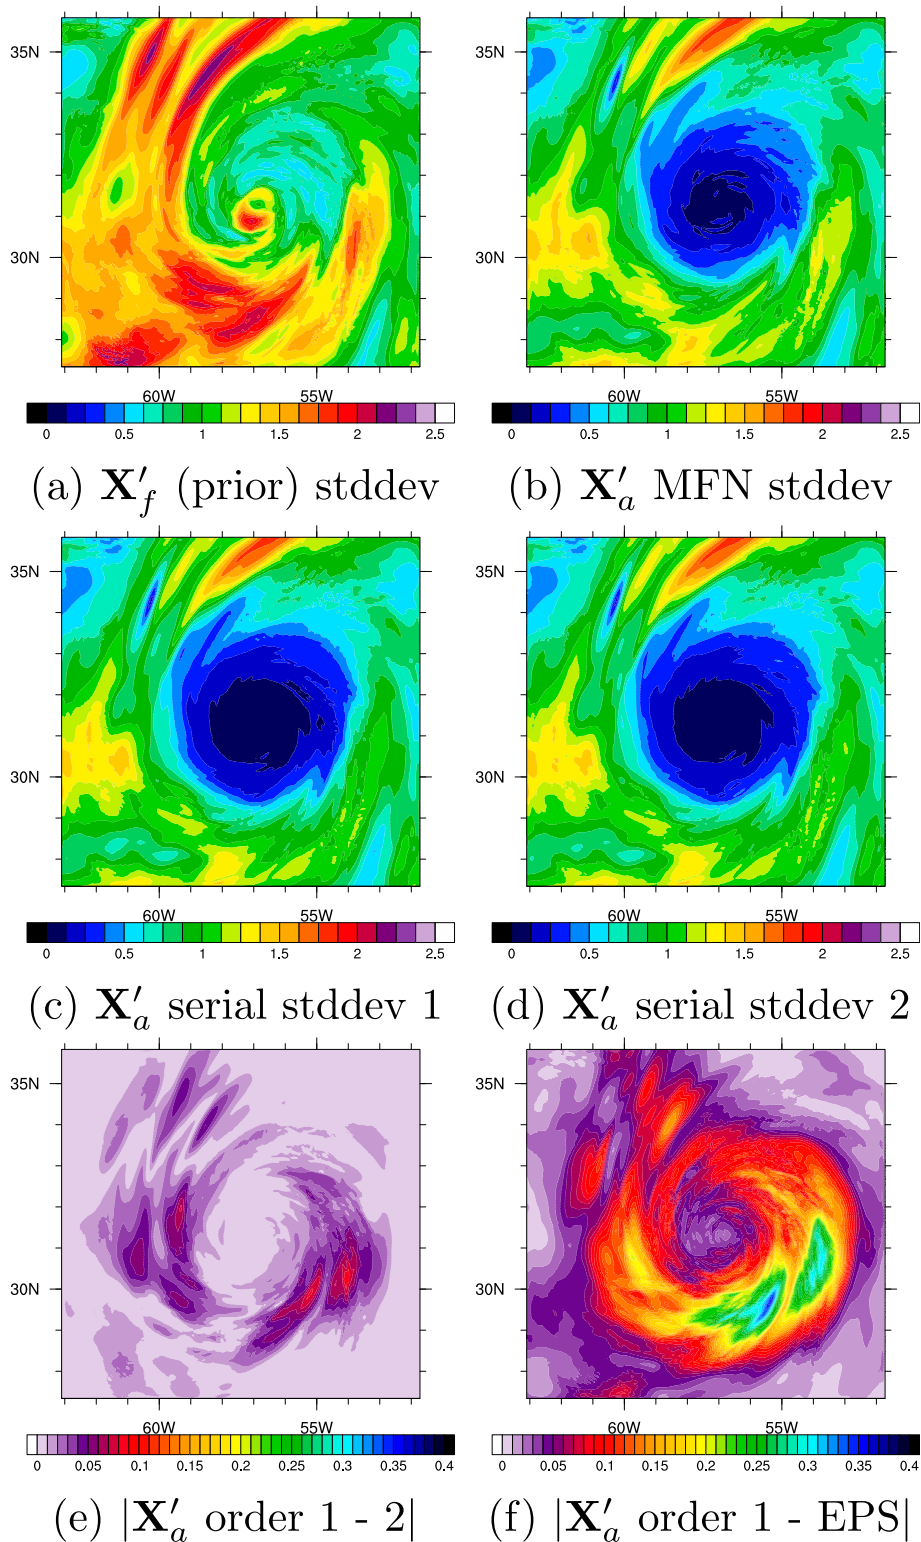 35N
35N
30N
30N
60W 55W
60W 55W
0 0.5 1 1.5 2 2.5
0 0.5 1 1.5 2 2.5
(a) X′f (prior) stddev
(b) X′a MFN stddev
35N
35N
30N
30N
60W 55W
60W 55W
0 0.5 1 1.5 2 2.5
0 0.5 1 1.5 2 2.5
(c) X′a serial stddev 1
(d) X′a serial stddev 2
35N
35N
30N
30N
60W 55W
60W 55W
0 0.05 0.1 0.15 0.2 0.25 0.3 0.35 0.4
0 0.05 0.1 0.15 0.2 0.25 0.3 0.35 0.4
(e) |X′a order 1 - 2|
(f) |X′a order 1 - EPS|